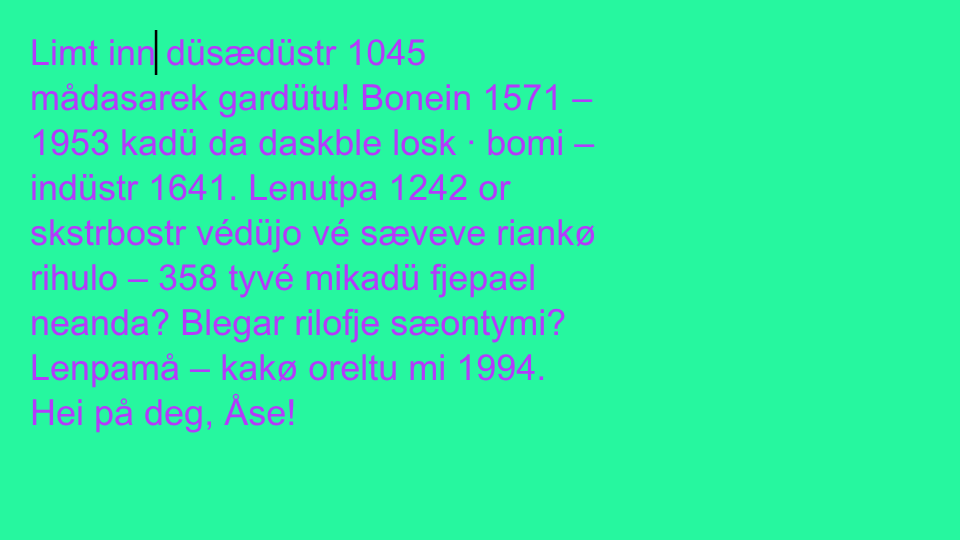 Limt inn düsædüstr 1045
mådasarek gardütu! Bonein 1571 –
1953 kadü da daskble losk · bomi –
indüstr 1641. Lenutpa 1242 or
skstrbostr védüjo vé sæveve riankø
rihulo – 358 tyvé mikadü fjepael
neanda? Blegar rilofje sæontymi?
Lenpamå – kakø oreltu mi 1994.
Hei på deg, Åse!